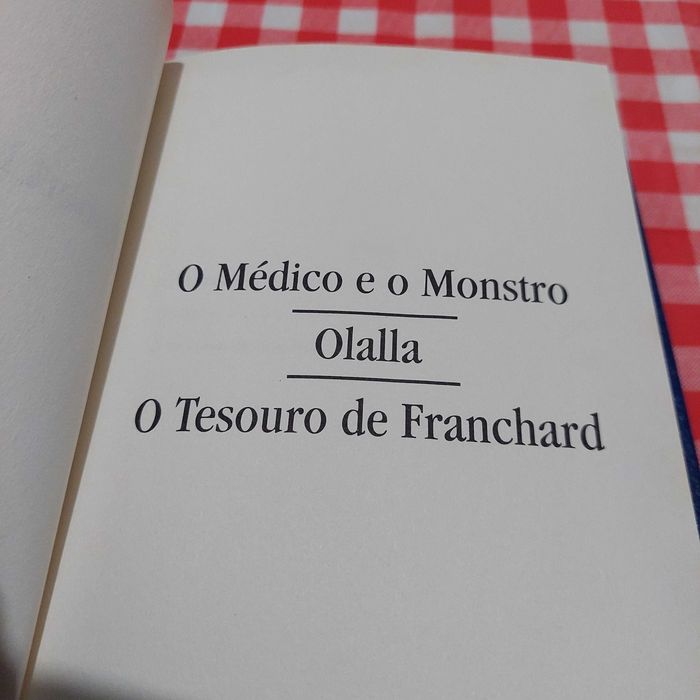 O Médico e o Monstro
Olalla
O Tesouro de Franchard